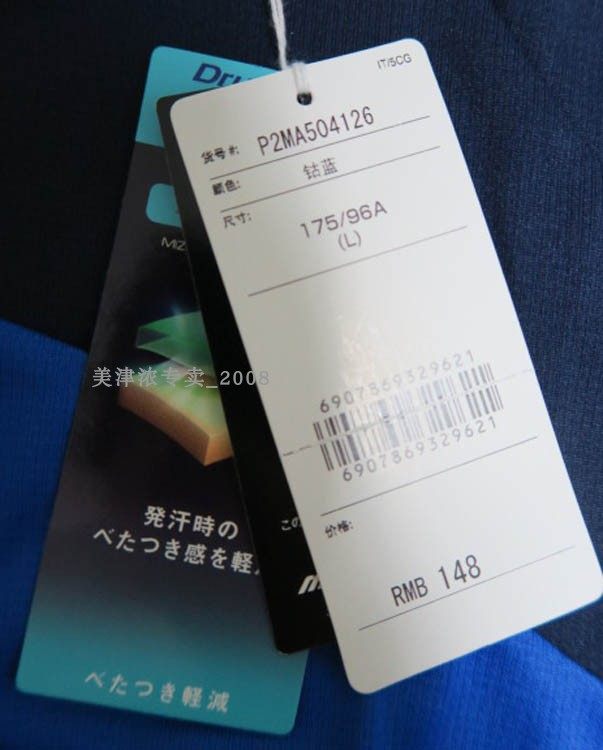 IT/5CG
货号#: P2MA504126
颜色: 钴蓝
尺寸: 175/96A
(L)
6907869329621
6907869329621
价格:
RMB 148
美津浓专卖_2008
MIZ
発汗時の
べたつき感を軽
べたつき軽減
この